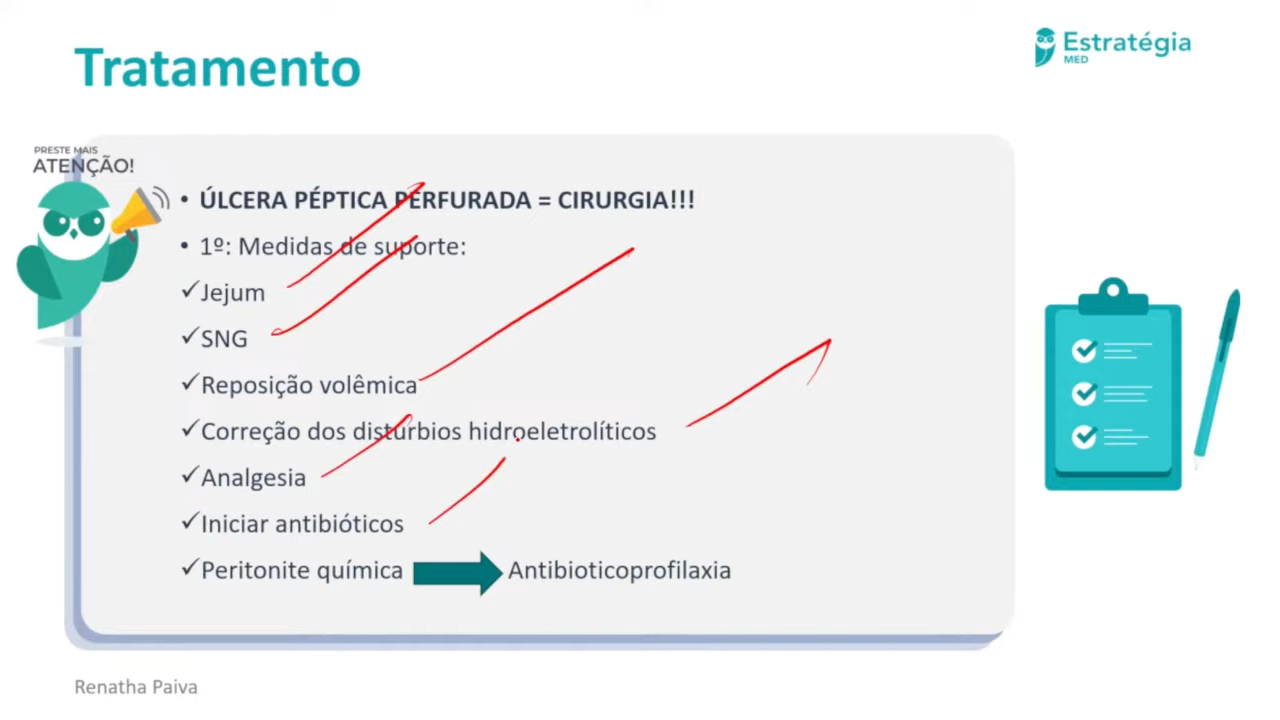 Tratamento
Estratégia
MED
PRESTE MAIS
ATENÇÃO!
• ÚLCERA PÉPTICA PERFURADA = CIRURGIA!!!
• 1º: Medidas de suporte:
✓Jejum
✓SNG
✓Reposição volêmica
✓Correção dos distúrbios hidroeletrolíticos
✓Analgesia
✓Iniciar antibióticos
✓Peritonite química Antibioticoprofilaxia
Renatha Paiva